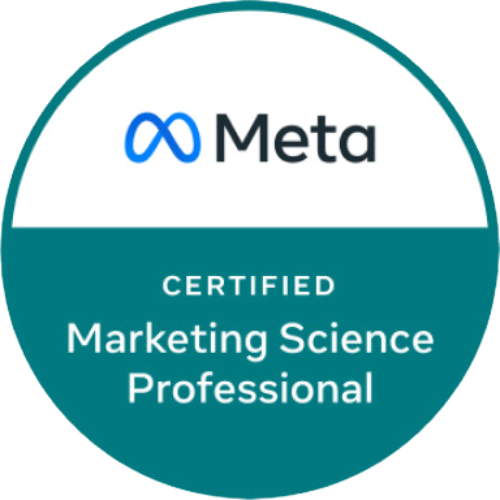 Meta
CERTIFIED
Marketing Science
Professional